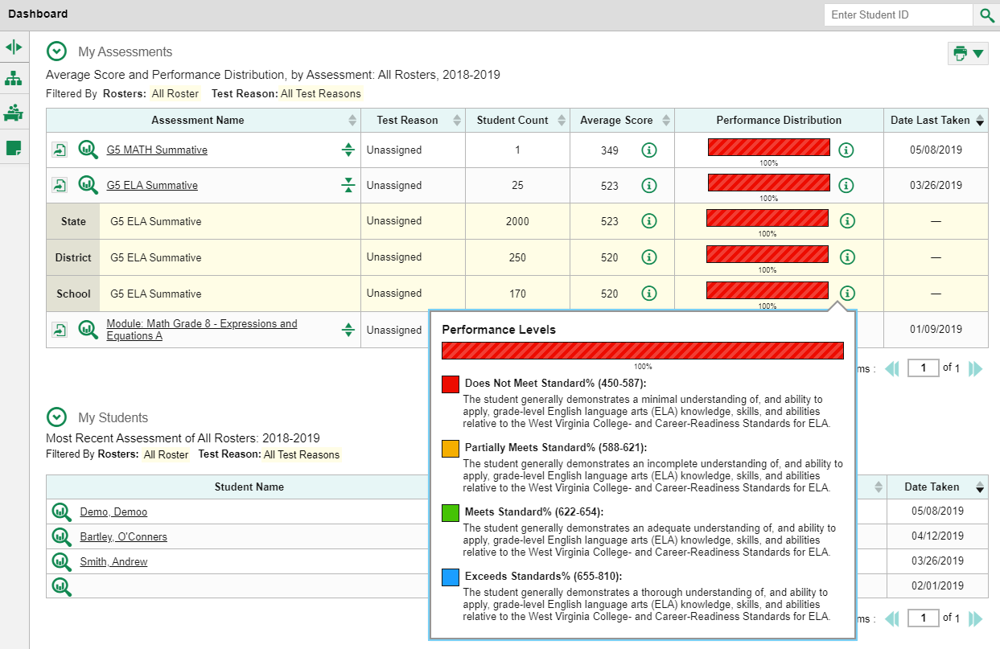 Dashboard
Enter Student ID
My Assessments
Average Score and Performance Distribution, by Assessment: All Rosters, 2018-2019
Filtered By Rosters: All Roster Test Reason: All Test Reasons
Assessment Name Test Reason Student Count Average Score Performance Distribution Date Last Taken
G5 MATH Summative Unassigned 1 349 100% 05/08/2019
G5 ELA Summative Unassigned 25 523 100% 03/26/2019
State G5 ELA Summative Unassigned 2000 523 100% —
District G5 ELA Summative Unassigned 250 520 100% —
School G5 ELA Summative Unassigned 170 520 100% —
Module: Math Grade 8 - Expressions and
Equations A Unassigned 01/09/2019
ms : 1 of 1
Performance Levels
100%
Does Not Meet Standard% (450-587):
The student generally demonstrates a minimal understanding of, and ability to
apply, grade-level English language arts (ELA) knowledge, skills, and abilities
relative to the West Virginia College- and Career-Readiness Standards for ELA.
Partially Meets Standard% (588-621):
The student generally demonstrates an incomplete understanding of, and ability to
apply, grade-level English language arts (ELA) knowledge, skills, and abilities
relative to the West Virginia College- and Career-Readiness Standards for ELA.
Meets Standard% (622-654):
The student generally demonstrates an adequate understanding of, and ability to
apply, grade-level English language arts (ELA) knowledge, skills, and abilities
relative to the West Virginia College- and Career-Readiness Standards for ELA.
Exceeds Standards% (655-810):
The student generally demonstrates a thorough understanding of, and ability to
apply, grade-level English language arts (ELA) knowledge, skills, and abilities
relative to the West Virginia College- and Career-Readiness Standards for ELA.
My Students
Most Recent Assessment of All Rosters: 2018-2019
Filtered By Rosters: All Roster Test Reason: All Test Reasons
Student Name Date Taken
Demo, Demoo 05/08/2019
Bartley, O'Conners 04/12/2019
Smith, Andrew 03/26/2019
02/01/2019
ms : 1 of 1